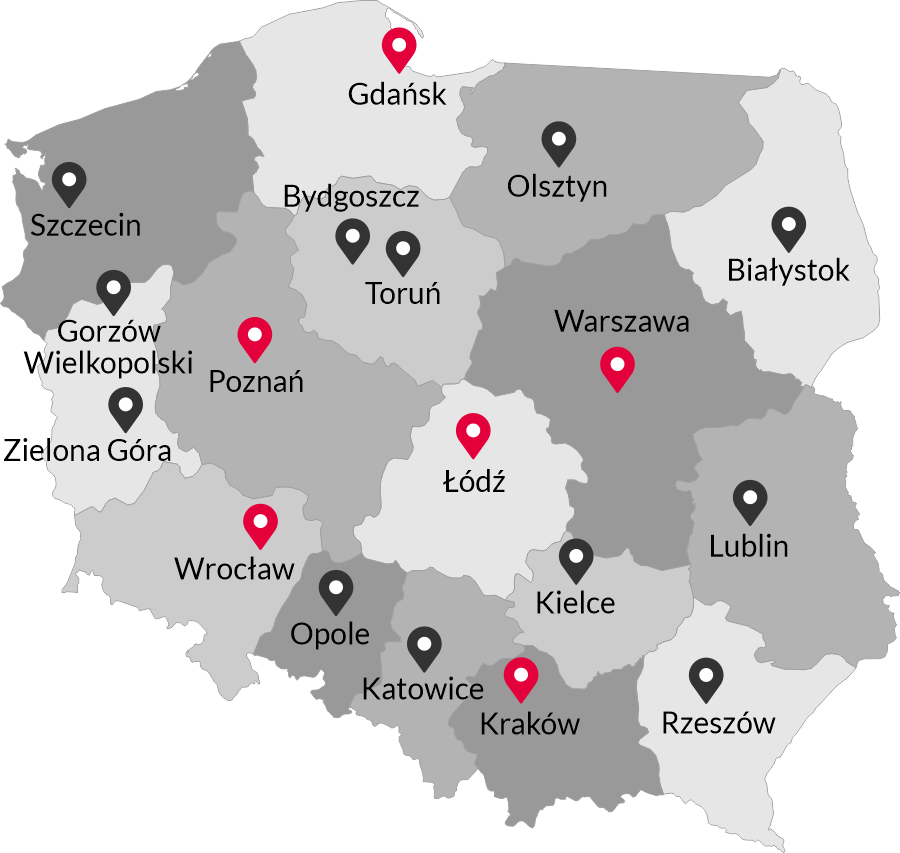 Gdańsk
Olsztyn
Bydgoszcz
Szczecin
Białystok
Toruń
Warszawa
Gorzów
Wielkopolski
Poznań
Zielona Góra
Łódź
Lublin
Wrocław
Kielce
Opole
Katowice
Kraków
Rzeszów